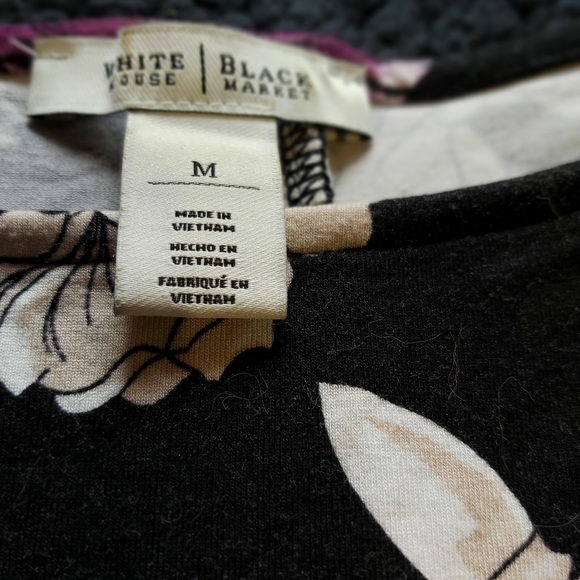 WHITE HOUSE | BLACK MARKET
M
MADE IN
VIETNAM
HECHO EN
VIETNAM
FABRIQUÉ EN
VIETNAM